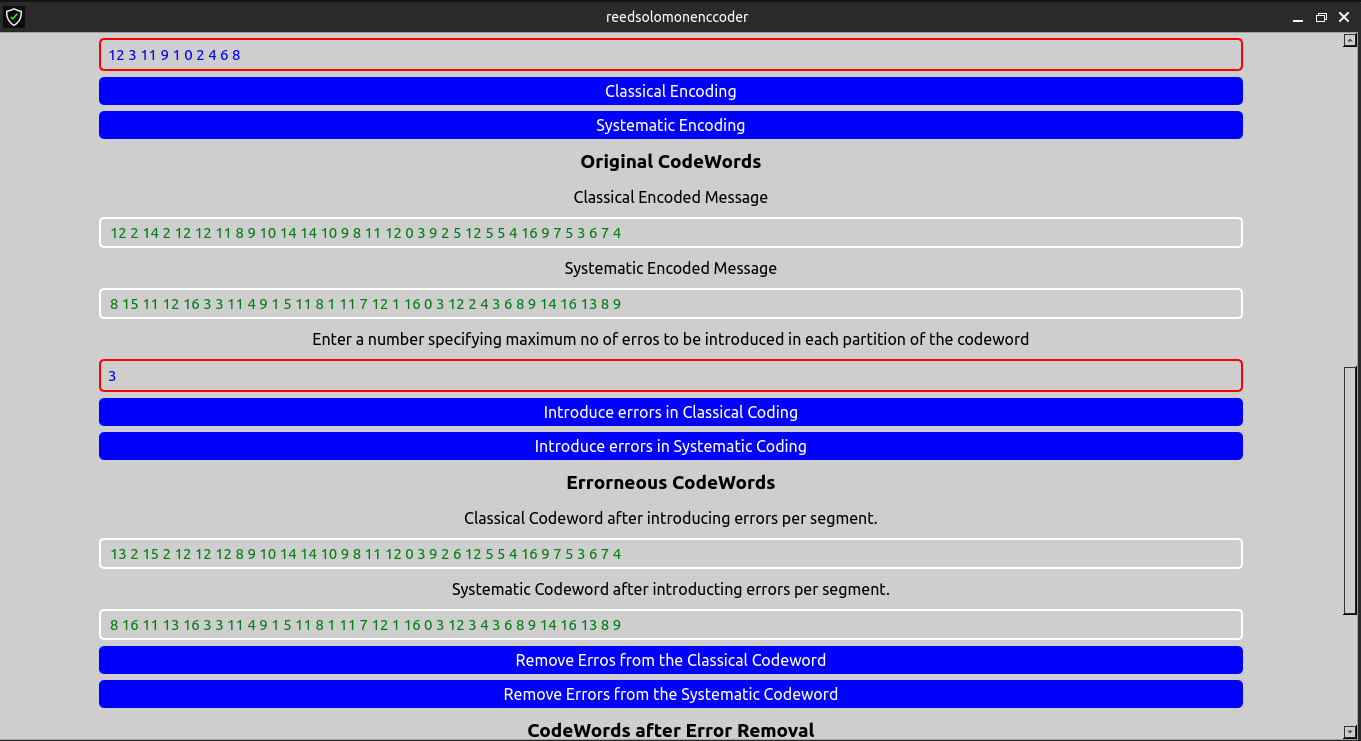 reedsolomonenccoder
12 3 11 9 1 0 2 4 6 8
Classical Encoding
Systematic Encoding
Original CodeWords
Classical Encoded Message
12 2 14 2 12 12 11 8 9 10 14 14 10 9 8 11 12 0 3 9 2 5 12 5 5 4 16 9 7 5 3 6 7 4
Systematic Encoded Message
8 15 11 12 16 3 3 11 4 9 1 5 11 8 1 11 7 12 1 16 0 3 12 2 4 3 6 8 9 14 16 13 8 9
Enter a number specifying maximum no of erros to be introduced in each partition of the codeword
3
Introduce errors in Classical Coding
Introduce errors in Systematic Coding
Errorneous CodeWords
Classical Codeword after introducing errors per segment.
13 2 15 2 12 12 12 8 9 10 14 14 10 9 8 11 12 0 3 9 2 6 12 5 5 4 16 9 7 5 3 6 7 4
Systematic Codeword after introducting errors per segment.
8 16 11 13 16 3 3 11 4 9 1 5 11 8 1 11 7 12 1 16 0 3 12 3 4 3 6 8 9 14 16 13 8 9
Remove Erros from the Classical Codeword
Remove Errors from the Systematic Codeword
CodeWords after Error Removal